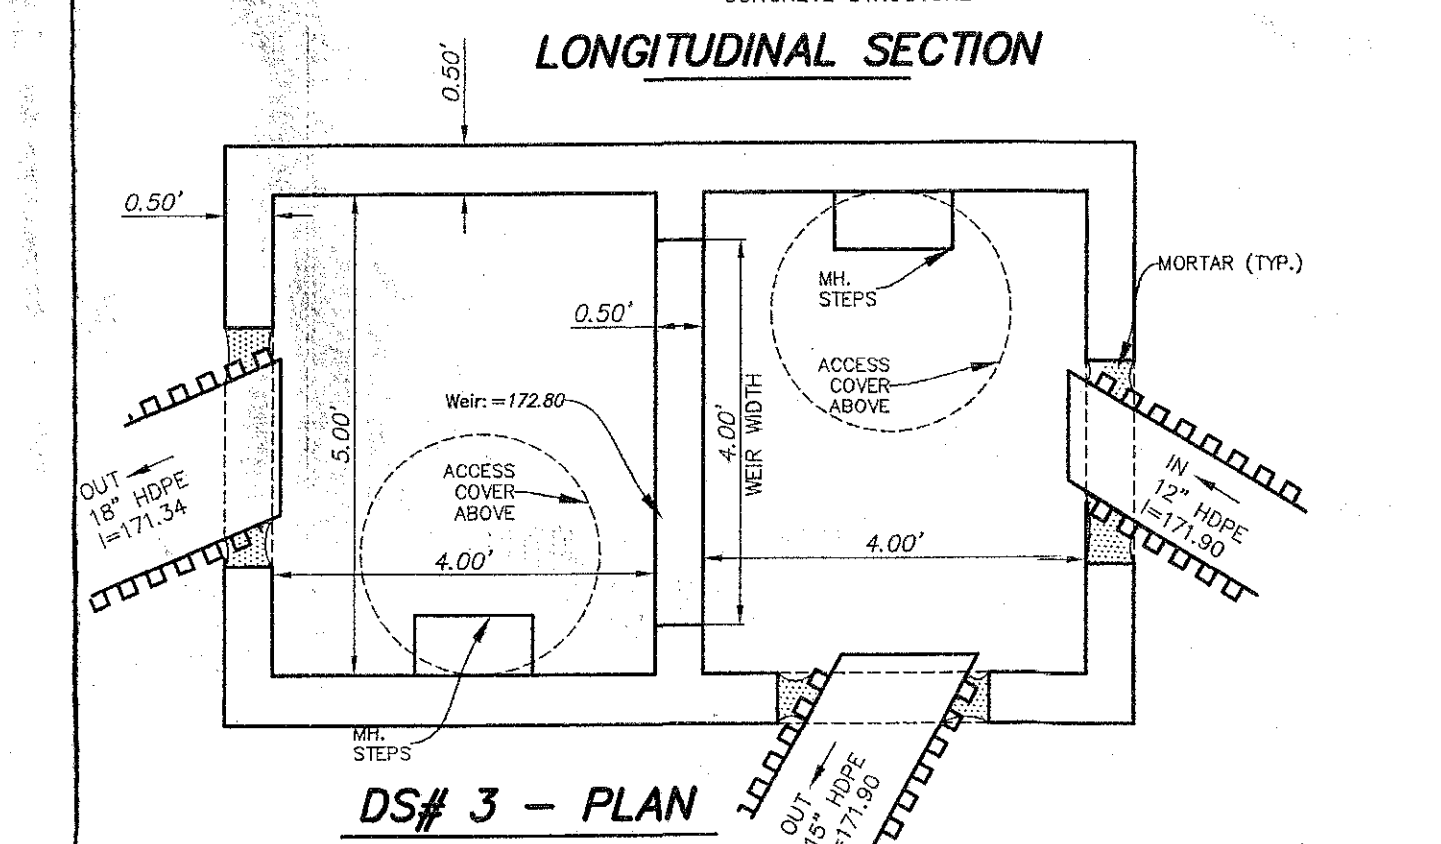 LONGITUDINAL SECTION
0.50'
0.50'
MH.
STEPS
MORTAR (TYP.)
0.50'
ACCESS
COVER
ABOVE
Weir: =172.80
4.00'
WEIR WIDTH
5.00'
ACCESS
COVER
ABOVE
OUT
18" HDPE
I=171.34
IN
12" HDPE
I=171.90
4.00'
4.00'
MH.
STEPS
OUT
15" HDPE
=171.90
DS# 3 - PLAN